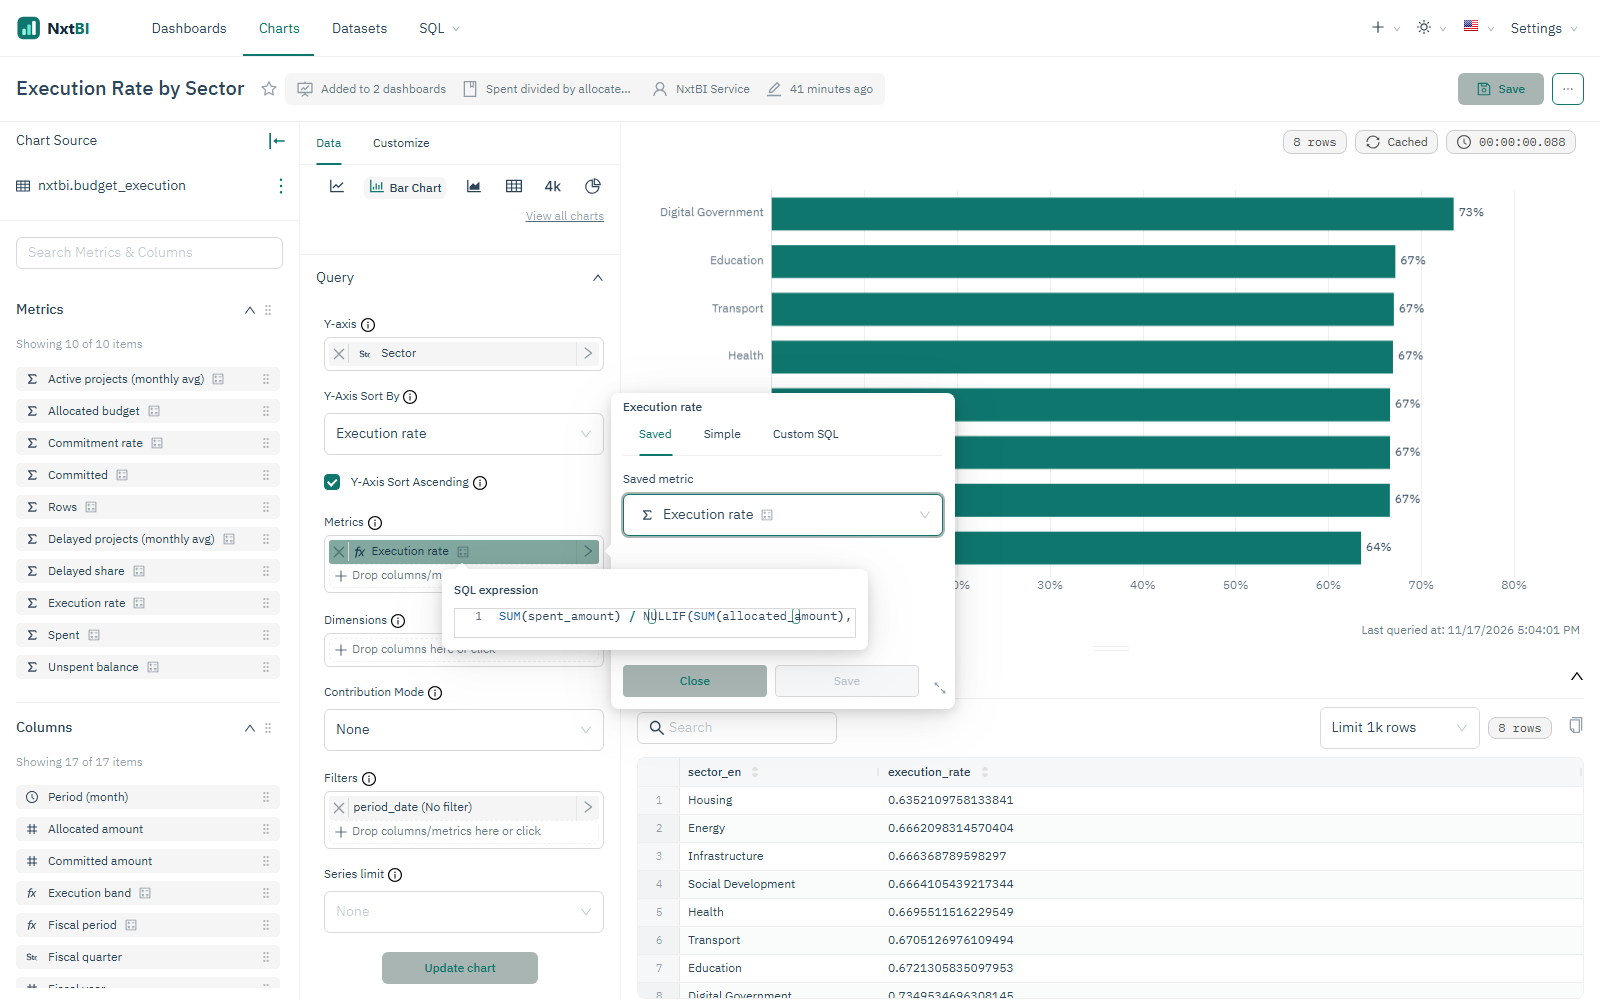 NxtBI
Dashboards
Charts
Datasets
SQL
Settings
Execution Rate by Sector
Added to 2 dashboards
Spent divided by allocate...
NxtBI Service
41 minutes ago
Save
Chart Source
nxtbi.budget_execution
Search Metrics & Columns
Metrics
Showing 10 of 10 items
Active projects (monthly avg)
Allocated budget
Commitment rate
Committed
Rows
Delayed projects (monthly avg)
Delayed share
Execution rate
Spent
Unspent balance
Columns
Showing 17 of 17 items
Period (month)
# Allocated amount
# Committed amount
fx Execution band
fx Fiscal period
Str. Fiscal quarter
# Fiscal year
Data
Customize
Bar Chart
4k
View all charts
Query
Y-axis
Str. Sector
Y-Axis Sort By
Execution rate
Y-Axis Sort Ascending
Metrics
fx Execution rate
Drop columns/m
Dimensions
Drop columns here or click
Contribution Mode
None
Filters
period_date (No filter)
Drop columns/metrics here or click
Series limit
None
Update chart
8 rows
Cached
00:00:00.088
Digital Government
73%
Education
67%
Transport
67%
Health
67%
67%
67%
67%
64%
0%
30%
40%
50%
60%
70%
80%
Last queried at: 11/17/2026 5:04:01 PM
Execution rate
Saved
Simple
Custom SQL
Saved metric
Σ Execution rate
SQL expression
1 SUM(spent_amount) / NULLIF(SUM(allocated_amount),
Close
Save
Search
Limit 1k rows
8 rows
sector_en
execution_rate
1 Housing 0.6352109758133841
2 Energy 0.6662098314570404
3 Infrastructure 0.666368789598297
4 Social Development 0.6664105439217344
5 Health 0.6695511516229549
6 Transport 0.6705126976109494
7 Education 0.6721305835097953
8 Digital Government 0.7349534696308145